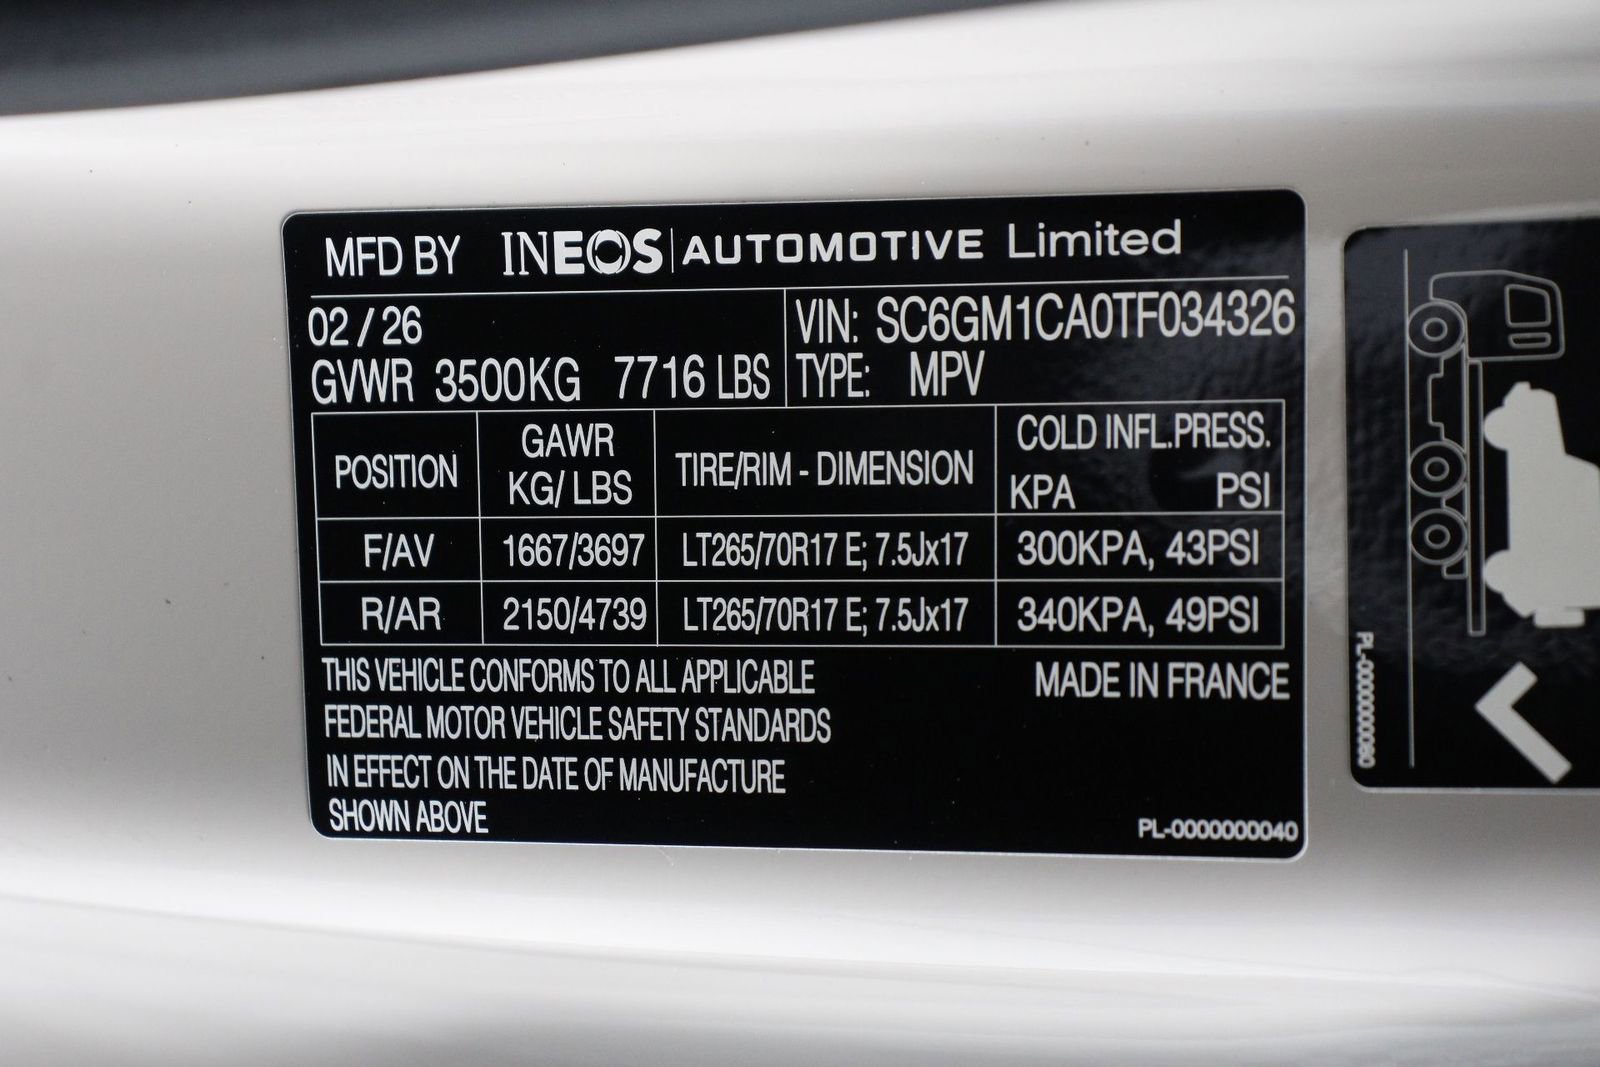 MFD BY INEOS | AUTOMOTIVE Limited
02 / 26
GVWR 3500KG 7716 LBS
VIN: SC6GM1CA0TF034326
TYPE: MPV
POSITION GAWR KG/ LBS TIRE/RIM - DIMENSION COLD INFL.PRESS. KPA PSI
F/AV 1667/3697 LT265/70R17 E; 7.5Jx17 300KPA, 43PSI
R/AR 2150/4739 LT265/70R17 E; 7.5Jx17 340KPA, 49PSI
THIS VEHICLE CONFORMS TO ALL APPLICABLE
FEDERAL MOTOR VEHICLE SAFETY STANDARDS
IN EFFECT ON THE DATE OF MANUFACTURE
SHOWN ABOVE
MADE IN FRANCE
PL-0000000040
PL-0000000080